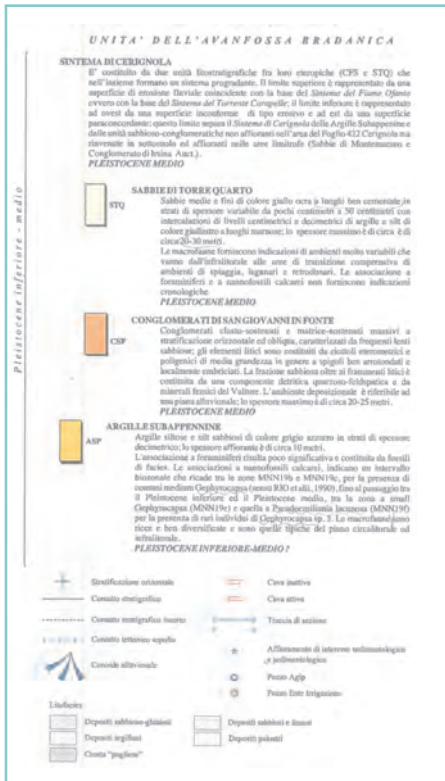 UNITA' DELL'AVANFOSSA BRADANICA
SINTEMA DI CERIGNOLA
E' costituito da due unità litostratigrafiche fra loro eteropiche (CFS e STQ) che
nell'insieme formano un sistema progradante. Il limite superiore è rappresentato da una
superficie di erosione fluviale coincidente con la base del Sintema del Fiume Ofanto
ovvero con la base del Sintema del Torrente Carapelle; il limite inferiore è rappresentato
ad ovest da una superficie inconforme di tipo erosivo e ad est da una superficie
paraconcordante; questo limite separa il Sintema di Cerignola dalle Argille Subappennine e
dalle unità sabbioso-conglomeratiche non affioranti nell'area del Foglio 422 Cerignola ma
rinvenute in sottosuolo ed affioranti nelle aree limitrofe (Sabbie di Montemarano e
Conglomerato di Irsina Auct.).
PLEISTOCENE MEDIO
Pleistocene inferiore - medio
STQ
SABBIE DI TORRE QUARTO
Sabbie medie e fini di colore giallo ocra a luoghi ben cementate, in
strati di spessore variabile da pochi centimetri a 50 centimetri con
intercalazioni di livelli centimetrici e decimetrici di argille e silt di
colore giallastro a luoghi marnose; lo spessore massimo è di circa è di
circa 20-30 metri.
Le macrofaune forniscono indicazioni di ambienti molto variabili che
vanno dall'infralitorale alle aree di transizione comprensiva di
ambienti di spiaggia, lagunari e retrodunari. Le associazione a
foraminiferi e a nannofossili calcarei non forniscono indicazioni
cronologiche.
PLEISTOCENE MEDIO
CSF
CONGLOMERATI DI SAN GIOVANNI IN FONTE
Conglomerati clasto-sostenuti e matrice-sostenuti massivi a
stratificazione orizzontale ed obliqua, caratterizzati da frequenti lenti
sabbiose; gli elementi litici sono costituiti da ciottoli eterometrici e
poligenici di media grandezza in genere a spigoli ben arrotondati e
localmente embriciati. La frazione sabbiosa oltre ai frammenti litici è
costituita da una componente detritica quarzoso-feldspatica e da
minerali femici del Vulture. L'ambiente deposizionale è riferibile ad
una piana alluvionale; lo spessore massimo è di circa 20-25 metri.
PLEISTOCENE MEDIO
ASP
ARGILLE SUBAPPENNINE
Argille siltose e silt sabbiosi di colore grigio azzurro in strati di spessore
decimetrico; lo spessore affiorante è di circa 10 metri.
L'associazione a foraminiferi risulta poco significativa e costituita da fossili
di facies. Le associazioni a nannofossili calcarei, indicano un intervallo
biozonale che ricade tra le zone MNN19b e MNN19c, per la presenza di
comuni medium Gephyrocapsa (sensu RIO et alii, 1990), fino al passaggio tra
il Pleistocene inferiore ed il Pleistocene medio, tra la zona a small
Gephyrocapsa (MNN19e) e quella a Pseudoemiliania lacunosa (MNN19f)
per la presenza di rari individui di Gephyrocapsa sp. 3. Le macrofaune sono
ricche e ben diversificate e sono quelle tipiche del piano circalitorale ed
infralitorale.
PLEISTOCENE INFERIORE-MEDIO ?
Stratificazione orizzontale
Contatto stratigrafico
Contatto stratigrafico incerto
Contatto tettonico sepolto
Conoide alluvionale
Cava inattiva
Cava attiva
Traccia di sezione
Affioramento di interesse sedimentologico
e sedimentologico
Pozzo Agip
Pozzo Ente Irrigazione
Litofacies
Depositi sabbioso-ghiaiosi
Depositi argillosi
Crosta "pugliese"
Depositi sabbiosi e limosi
Depositi palustri